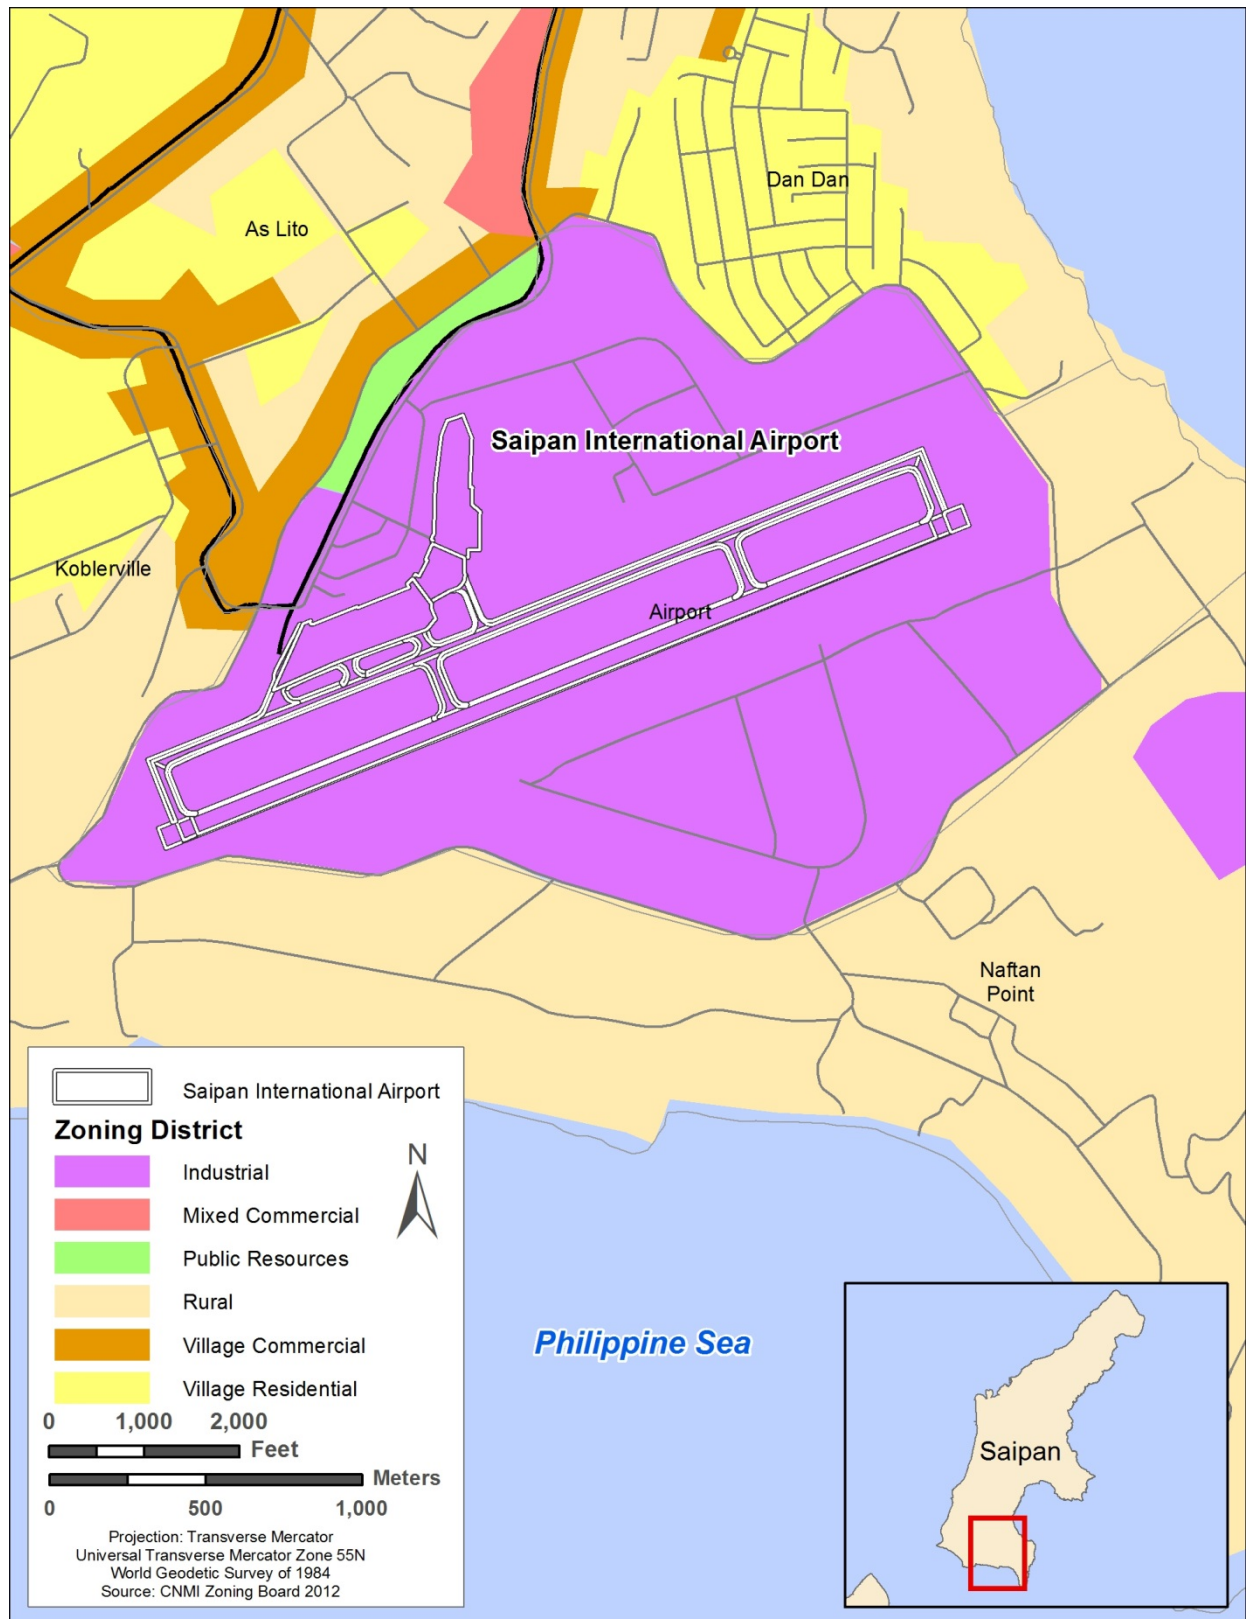 Dan Dan
As Lito
Saipan International Airport
Koblerville
Airport
Naftan
Point
Saipan International Airport
Zoning District
N
Industrial
Mixed Commercial
Public Resources
Rural
Village Commercial
Village Residential
0 1,000 2,000
Feet
Meters
0 500 1,000
Projection: Transverse Mercator
Universal Transverse Mercator Zone 55N
World Geodetic Survey of 1984
Source: CNMI Zoning Board 2012
Philippine Sea
Saipan